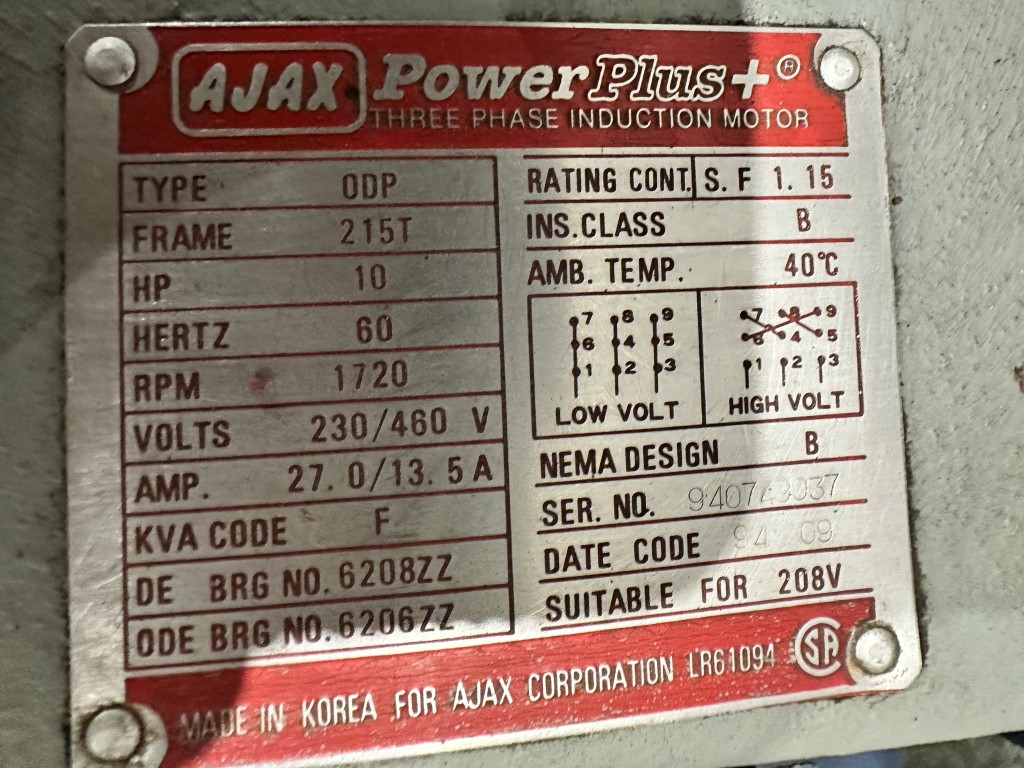 AJAX PowerPlus+®
THREE PHASE INDUCTION MOTOR
TYPE ODP
FRAME 215T
HP 10
HERTZ 60
RPM 1720
VOLTS 230/460 V
AMP. 27.0/13.5 A
KVA CODE F
DE BRG NO. 6208ZZ
ODE BRG NO. 6206ZZ
RATING CONT. S.F 1.15
INS.CLASS B
AMB. TEMP. 40°C
7 8 9
6 4 5
1 2 3
LOW VOLT
7 8 9
6 4 5
1 2 3
HIGH VOLT
NEMA DESIGN B
SER. NO.
DATE CODE 94 09
SUITABLE FOR 208V
MADE IN KOREA FOR AJAX CORPORATION LR61094 SA